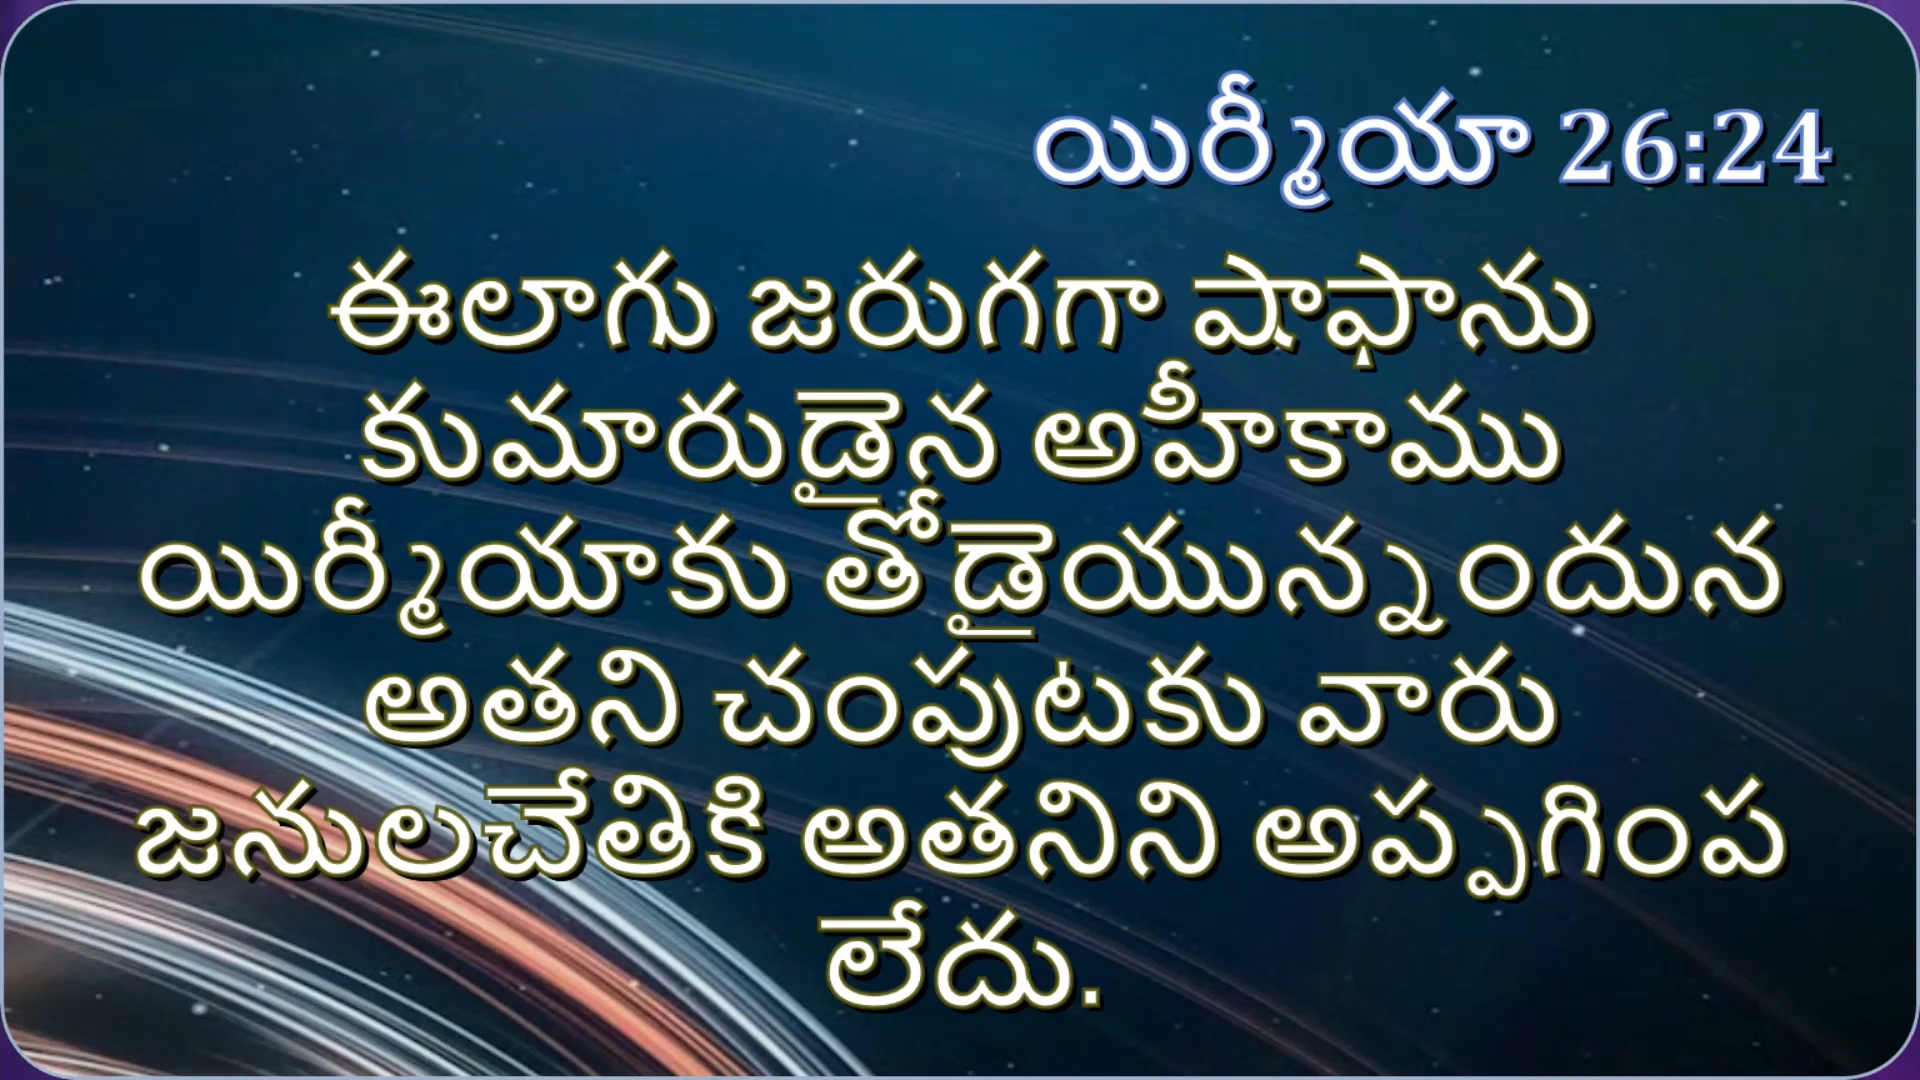 యిర్మీయా 26:24
ఈలాగు జరుగగా షాఫాను
కుమారుడైన అహీకాము
యిర్మీయాకు తోడైయున్నందున
అతని చంపుటకు వారు
జనులచేతికి అతనిని అప్పగింప
లేదు.